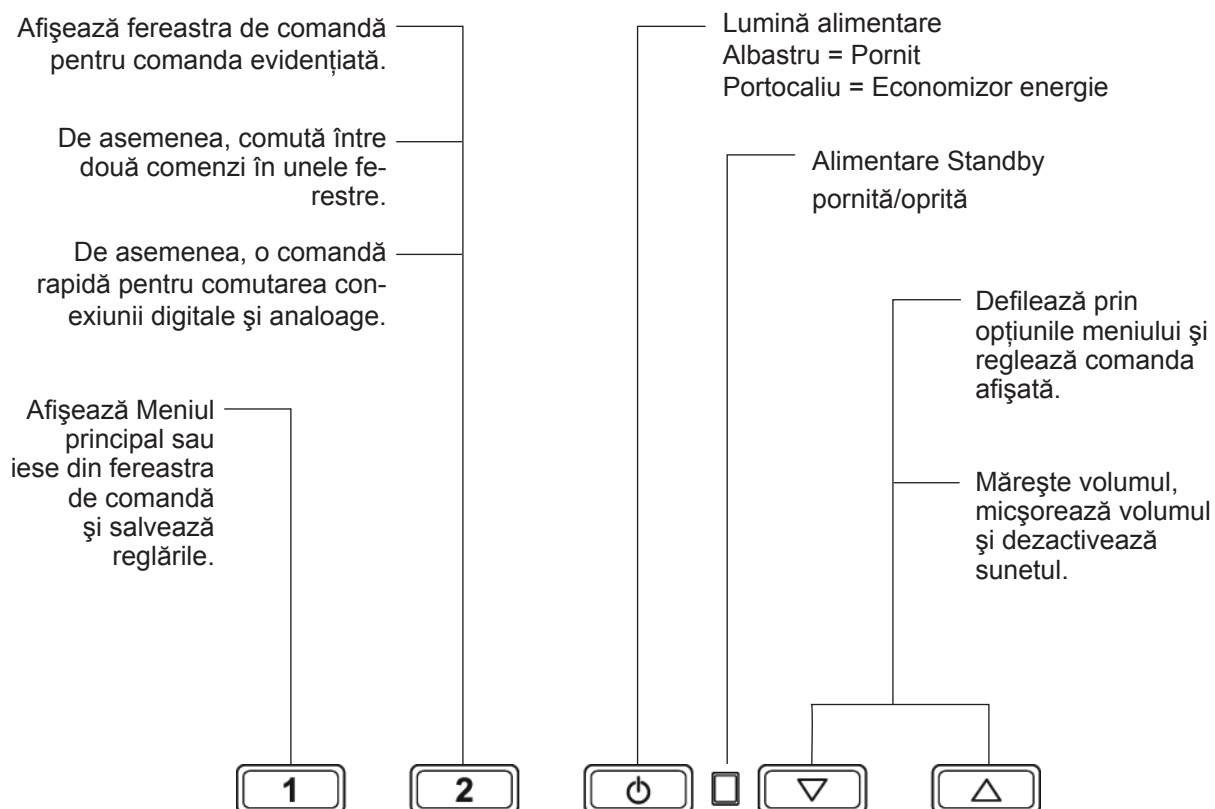 Afişează fereastra de comandă
pentru comanda evidențiată.
De asemenea, comută între
două comenzi în unele fe-
restre.
De asemenea, o comandă
rapidă pentru comutarea con-
exiunii digitale şi analoage.
Afişează Meniul
principal sau
iese din fereastra
de comandă
şi salvează
reglările.
Lumină alimentare
Albastru = Pornit
Portocaliu = Economizor energie
Alimentare Standby
pornită/oprită
Defilează prin
opțiunile meniului şi
reglează comanda
afişată.
Măreşte volumul,
micşorează volumul
şi dezactivează
sunetul.
1
2